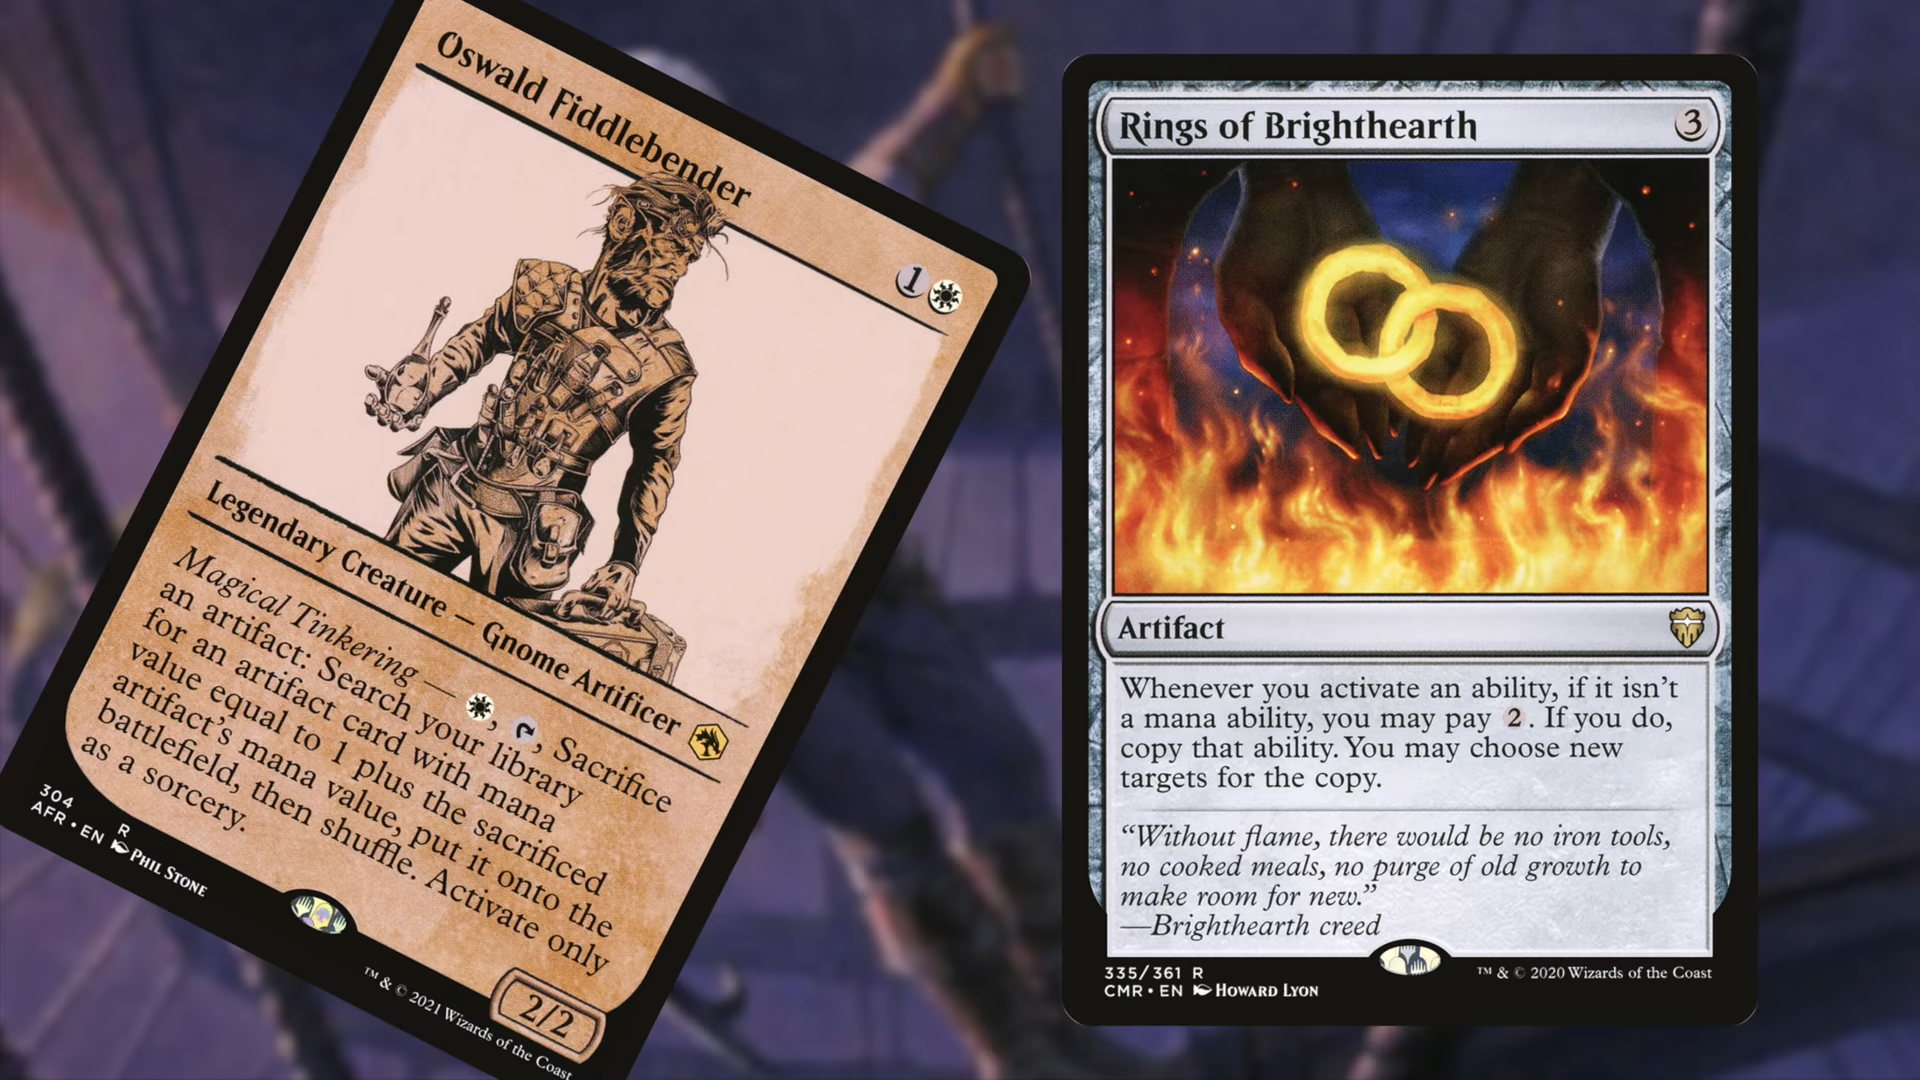 Oswald Fiddlebender
1
Legendary Creature — Gnome Artificer
Magical Tinkering — , , Sacrifice
an artifact: Search your library
for an artifact card with mana
value equal to 1 plus the sacrificed
artifact's mana value, put it onto the
battlefield, then shuffle. Activate only
as a sorcery.
304 R
AFR • EN PHIL STONE
™ & © 2021 Wizards of the Coast
2/2
Rings of Brighthearth 3
Artifact
Whenever you activate an ability, if it isn't
a mana ability, you may pay 2. If you do,
copy that ability. You may choose new
targets for the copy.
“Without flame, there would be no iron tools,
no cooked meals, no purge of old growth to
make room for new.”
—Brighthearth creed
335/361 R
CMR • EN HOWARD LYON
™ & © 2020 Wizards of the Coast